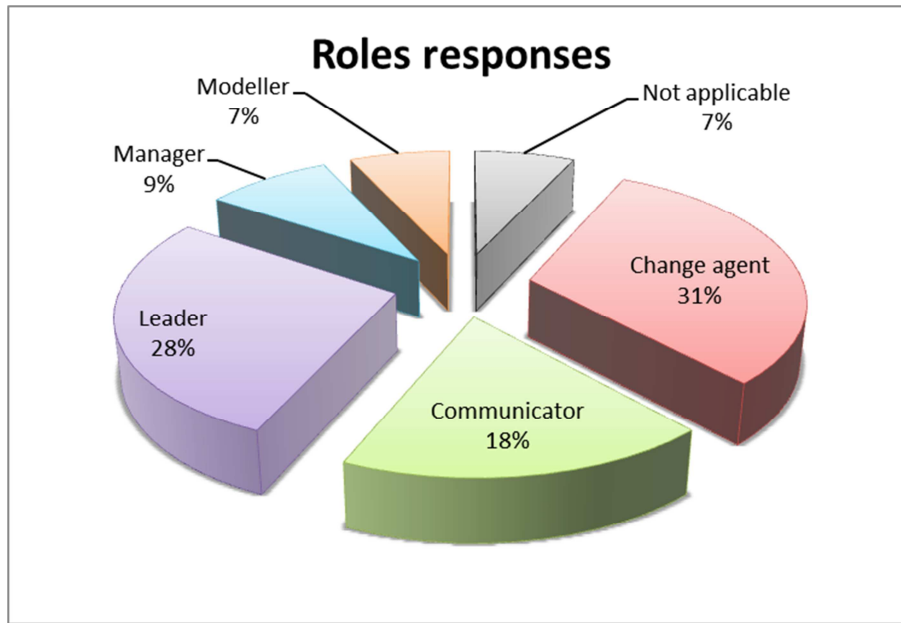 Roles responses
Modeller
7%
Not applicable
7%
Manager
9%
Change agent
31%
Leader
28%
Communicator
18%